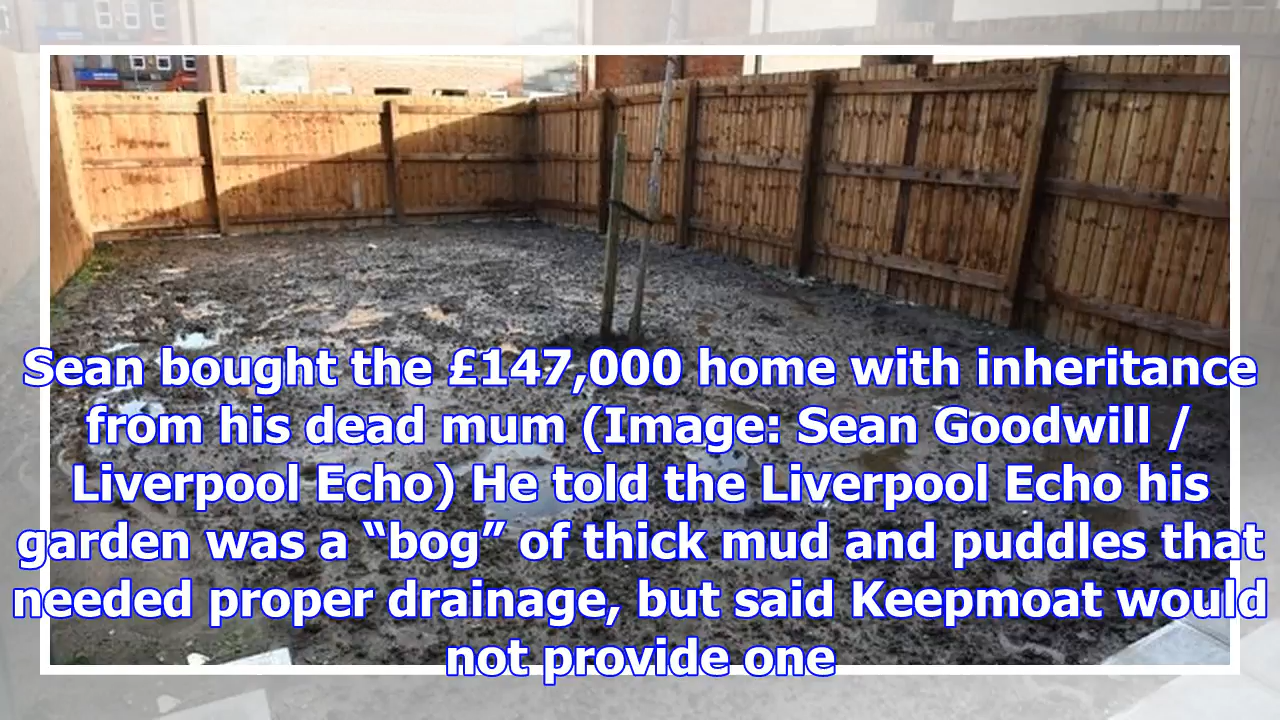 Sean bought the £147,000 home with inheritance
from his dead mum (Image: Sean Goodwill /
Liverpool Echo) He told the Liverpool Echo his
garden was a “bog” of thick mud and puddles that
needed proper drainage, but said Keepmoat would
not provide one